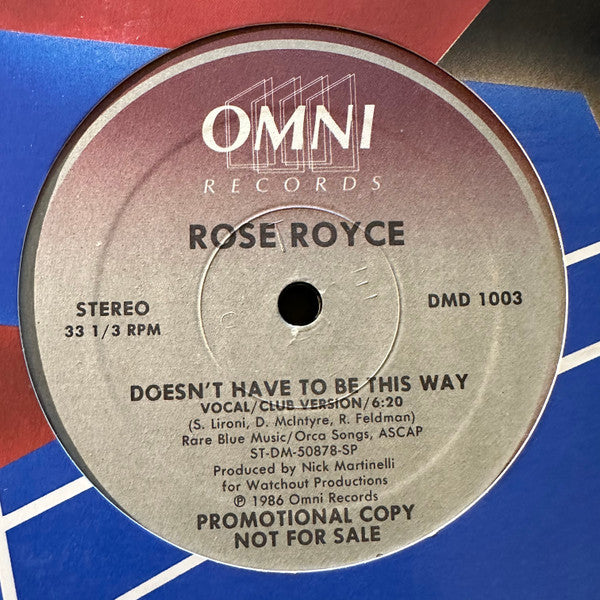 OMNI
RECORDS
ROSE ROYCE
STEREO
33 1/3 RPM
DMD 1003
DOESN'T HAVE TO BE THIS WAY
VOCAL/CLUB VERSION/6:20
(S. Lironi, D. McIntyre, R. Feldman)
Rare Blue Music/Orca Songs, ASCAP
ST-DM-50878-SP
Produced by Nick Martinelli
for Watchout Productions
℗ 1986 Omni Records
PROMOTIONAL COPY
NOT FOR SALE